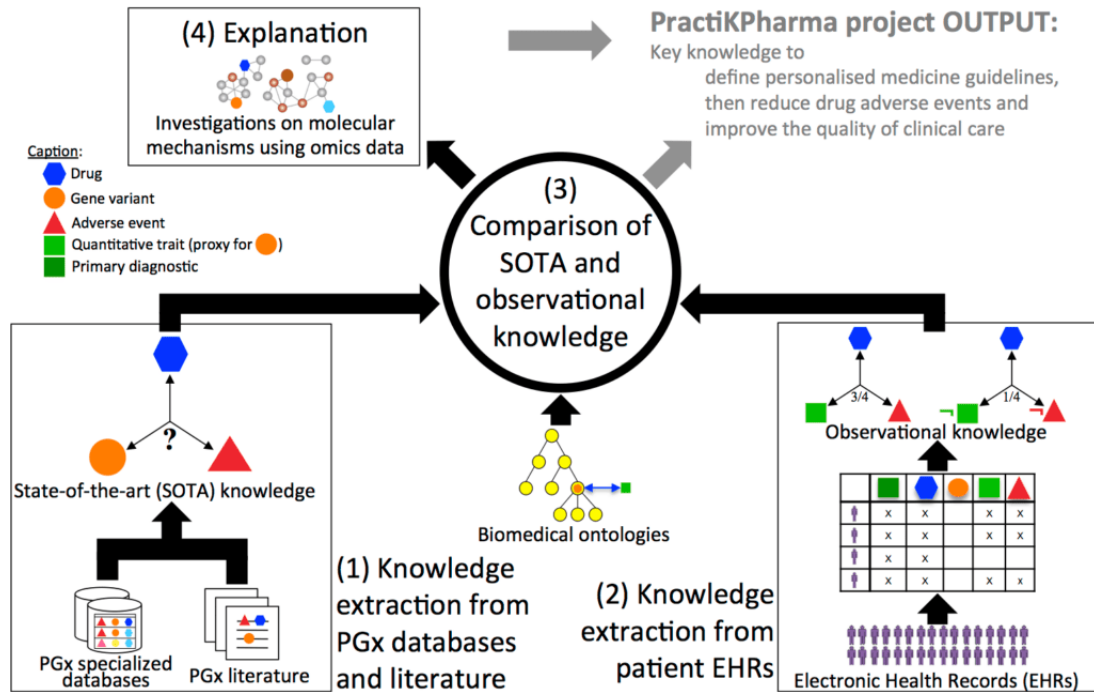 (4) Explanation
Investigations on molecular
mechanisms using omics data
PractiKPharma project OUTPUT:
Key knowledge to
define personalised medicine guidelines,
then reduce drug adverse events and
improve the quality of clinical care
Caption:
Drug
Gene variant
Adverse event
Quantitative trait (proxy for )
Primary diagnostic
(3)
Comparison of
SOTA and
observational
knowledge
?
State-of-the-art (SOTA) knowledge
PGx specialized
databases
PGx literature
(1) Knowledge
extraction from
PGx databases
and literature
Biomedical ontologies
(2) Knowledge
extraction from
patient EHRs
3/4
1/4
¬
¬
Observational knowledge
x x x x
x x x x
x x
x x x x
Electronic Health Records (EHRs)